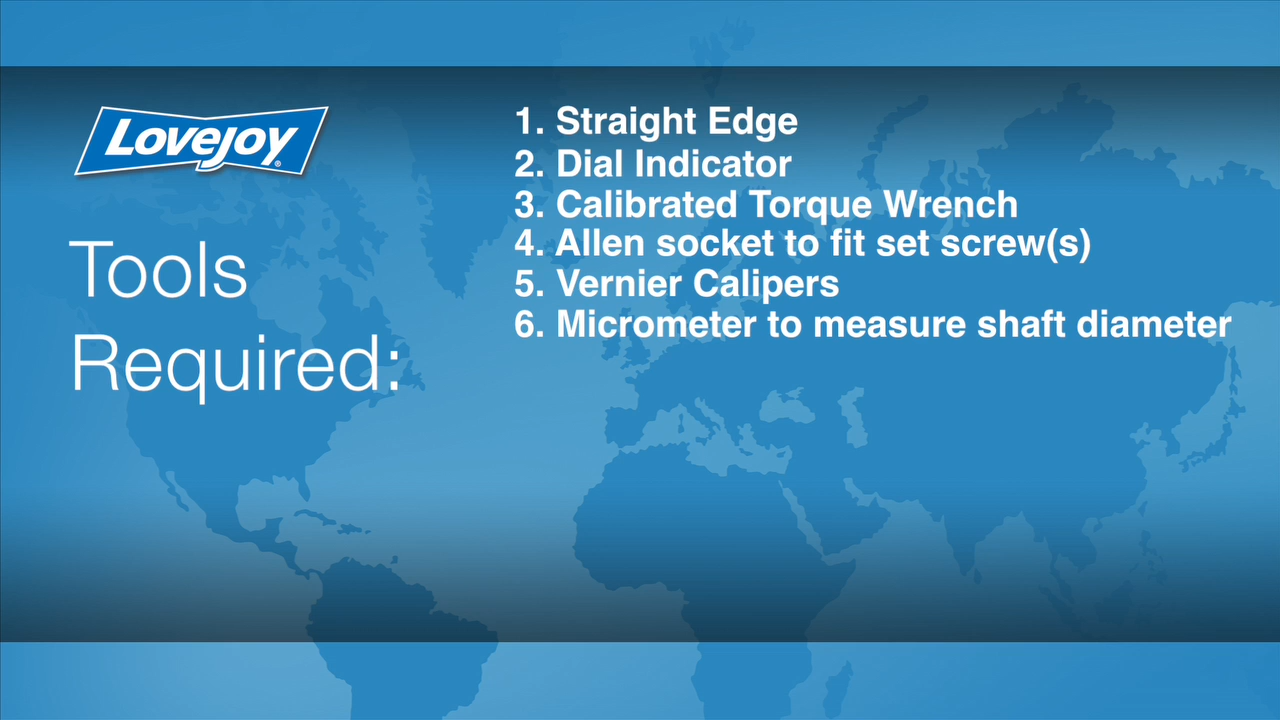 Lovejoy®
Tools
Required:
1. Straight Edge
2. Dial Indicator
3. Calibrated Torque Wrench
4. Allen socket to fit set screw(s)
5. Vernier Calipers
6. Micrometer to measure shaft diameter